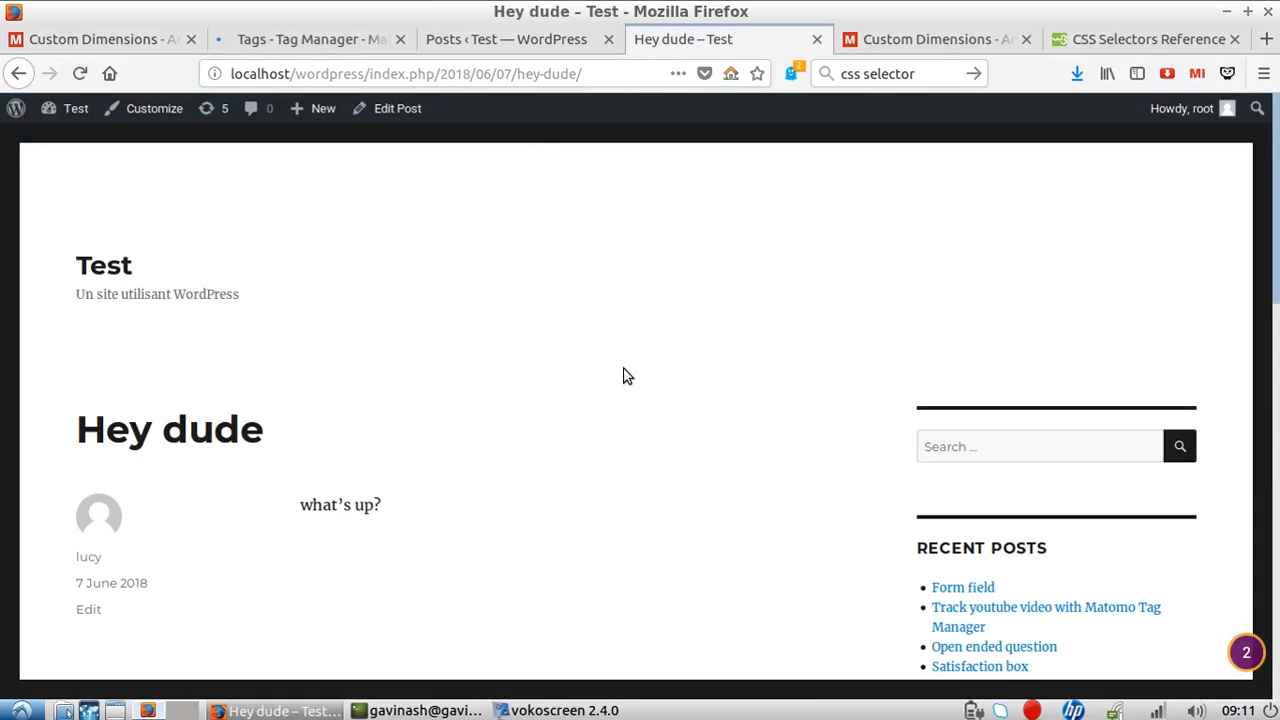 Hey dude – Test - Mozilla Firefox
Custom Dimensions - A
Tags - Tag Manager - Ma
Posts ‹ Test — WordPress
Hey dude – Test
Custom Dimensions - A
CSS Selectors Reference
localhost/wordpress/index.php/2018/06/07/hey-dude/
2
css selector
MI
Test
Customize
5
0
New
Edit Post
Howdy, root
Test
Un site utilisant WordPress
Hey dude
Search …
what’s up?
lucy
7 June 2018
Edit
RECENT POSTS
Form field
Track youtube video with Matomo Tag
Manager
Open ended question
Satisfaction box
2
Hey dude – Test...
gavinash@gavi...
vokoscreen 2.4.0
hp
09:11